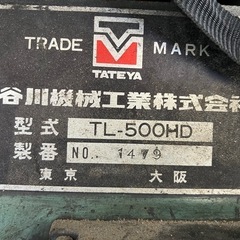 TRADE MARK
TATEYA
谷川機械工業株式会
型式 TL-500HD
製番 NO. 1479
東京 大阪